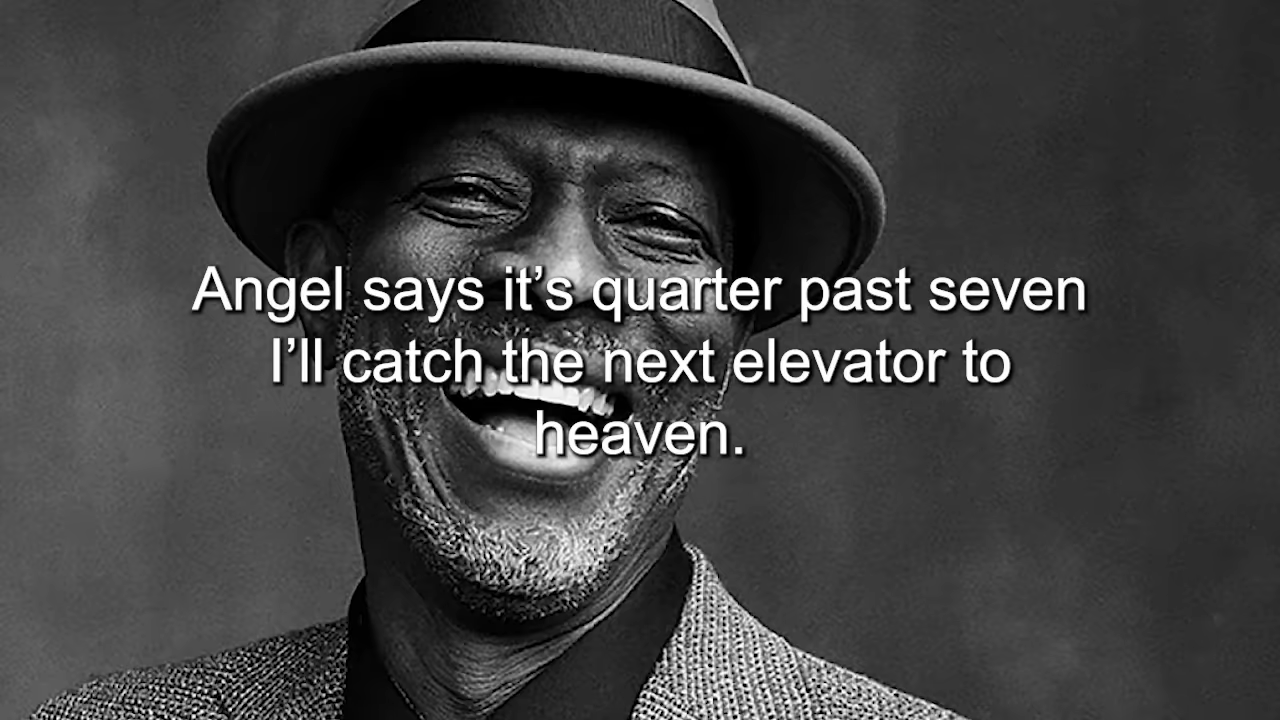 Angel says it’s quarter past seven
I’ll catch the next elevator to
heaven.